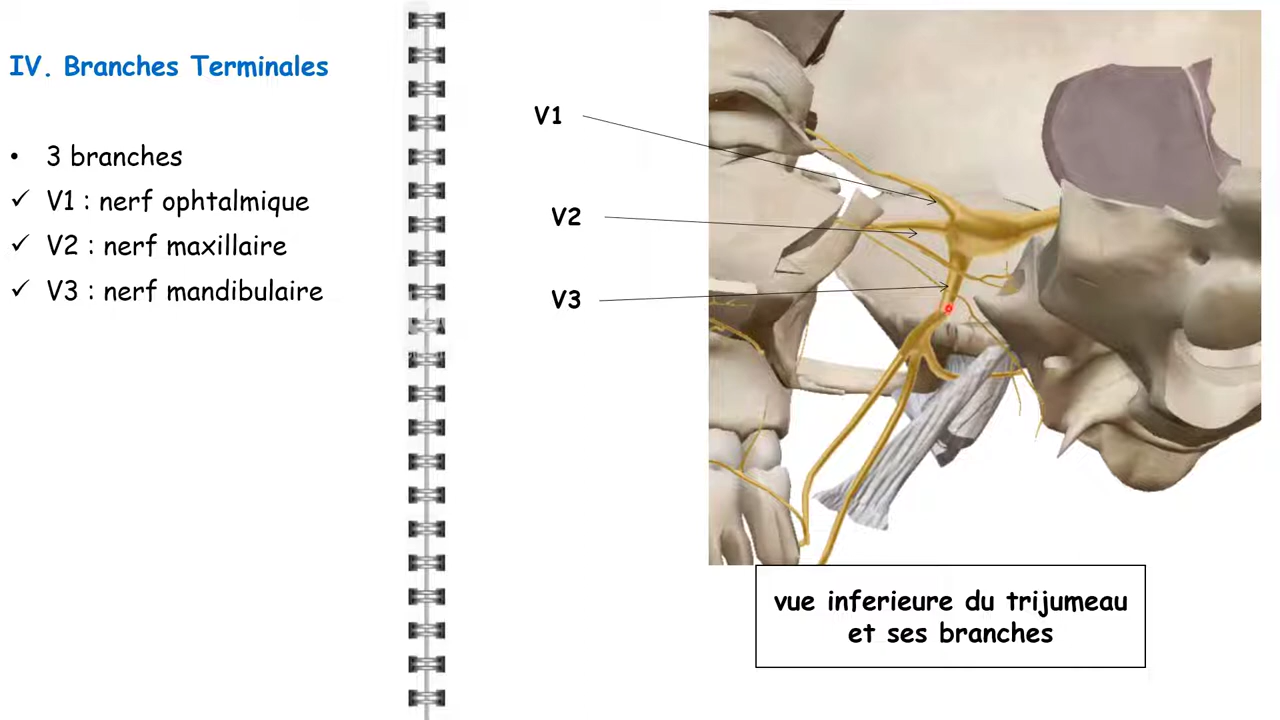 IV. Branches Terminales
• 3 branches
✓ V1 : nerf ophtalmique
✓ V2 : nerf maxillaire
✓ V3 : nerf mandibulaire
V1
V2
V3
vue inferieure du trijumeau
et ses branches